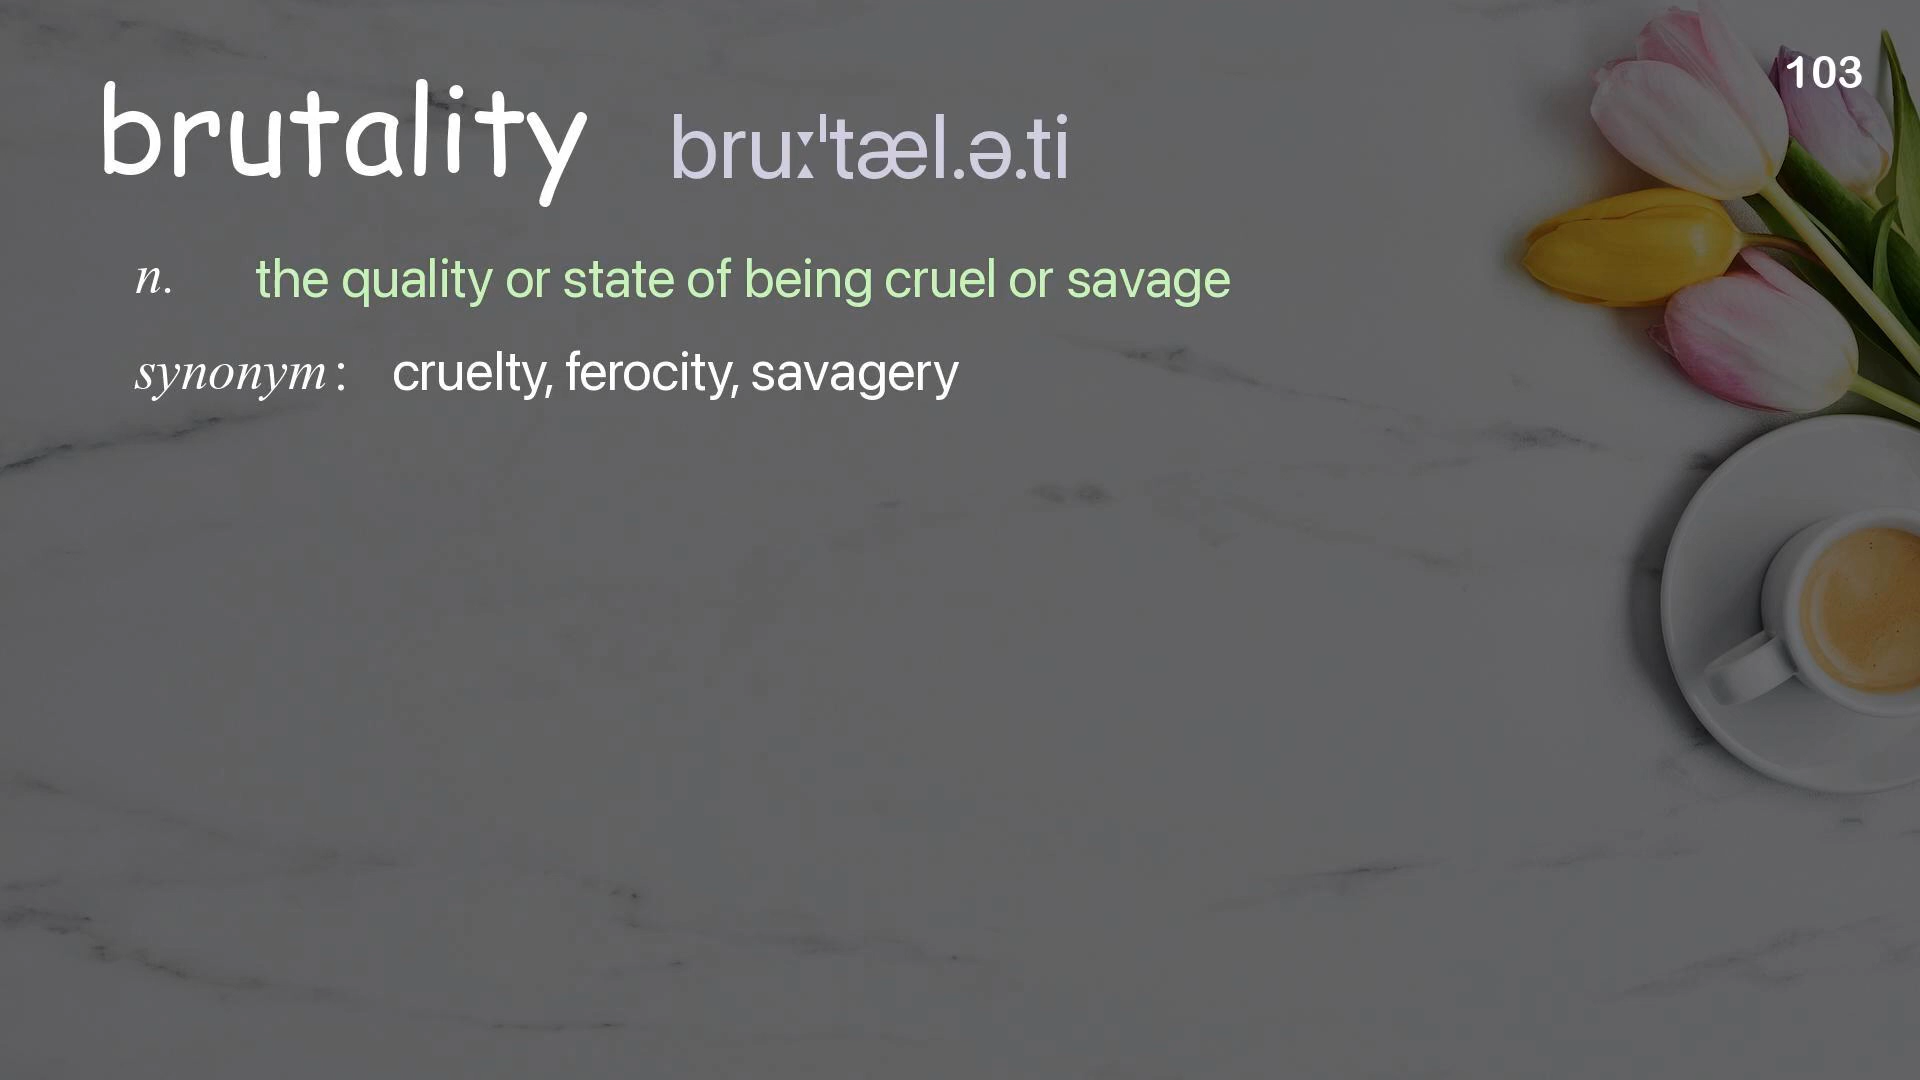 103
brutality bruːˈtæl.ə.ti
n. the quality or state of being cruel or savage
synonym : cruelty, ferocity, savagery